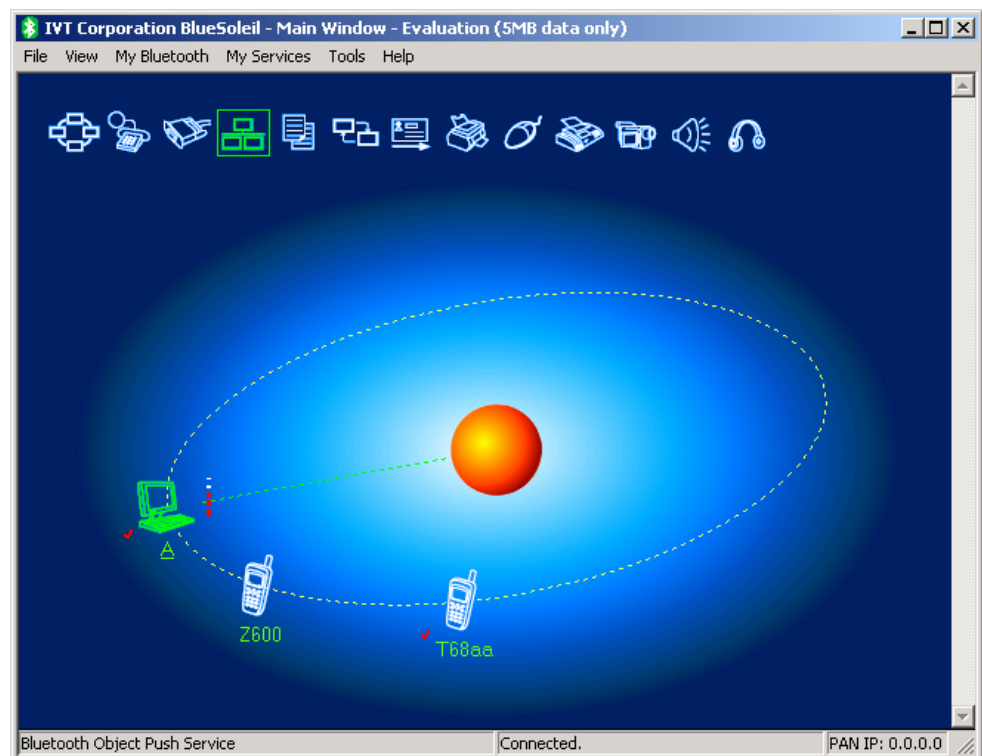 IVT Corporation BlueSoleil - Main Window - Evaluation (5MB data only)
File View My Bluetooth My Services Tools Help
A
Z600
T68aa
Bluetooth Object Push Service Connected. PAN IP: 0.0.0.0